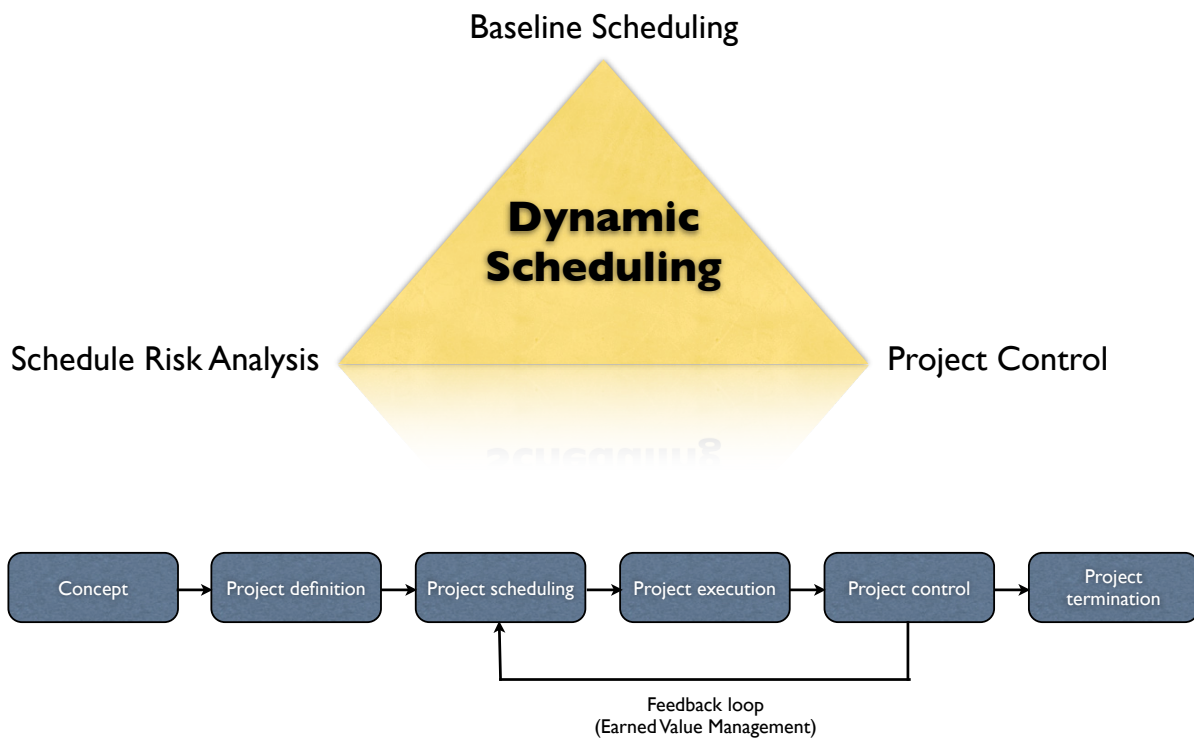 Baseline Scheduling
Dynamic
Scheduling
Schedule Risk Analysis
Project Control
Concept
Project definition
Project scheduling
Project execution
Project control
Project
termination
Feedback loop
(Earned Value Management)